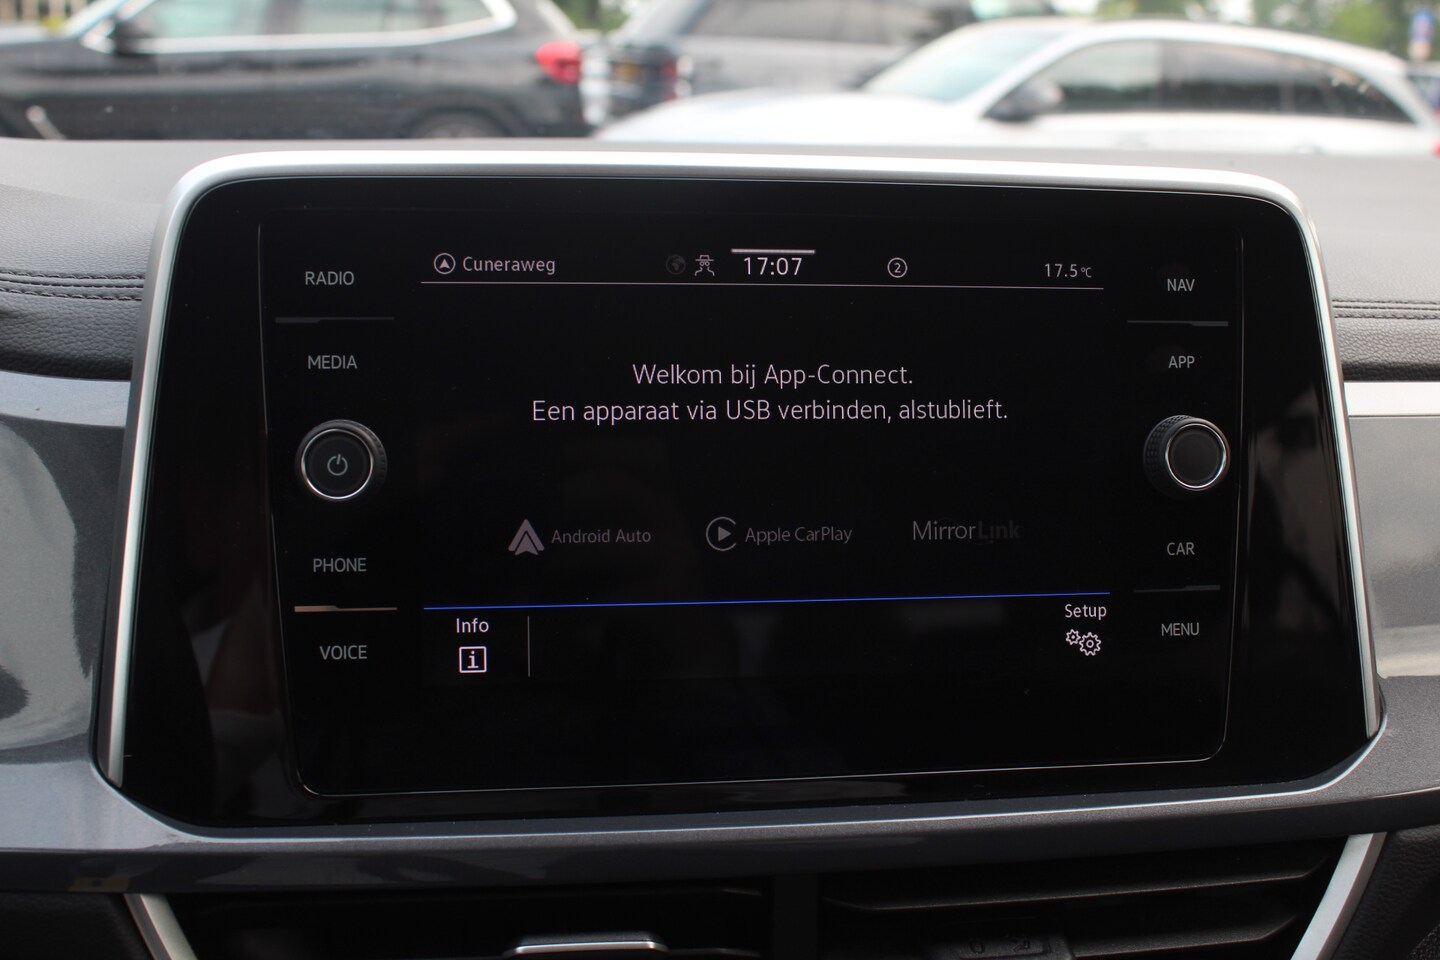 Cuneraweg 17:07 2 17.5°C
RADIO
NAV
MEDIA
APP
Welkom bij App-Connect.
Een apparaat via USB verbinden, alstublieft.
Android Auto
Apple CarPlay
MirrorLink
PHONE
CAR
VOICE
MENU
Info
Setup